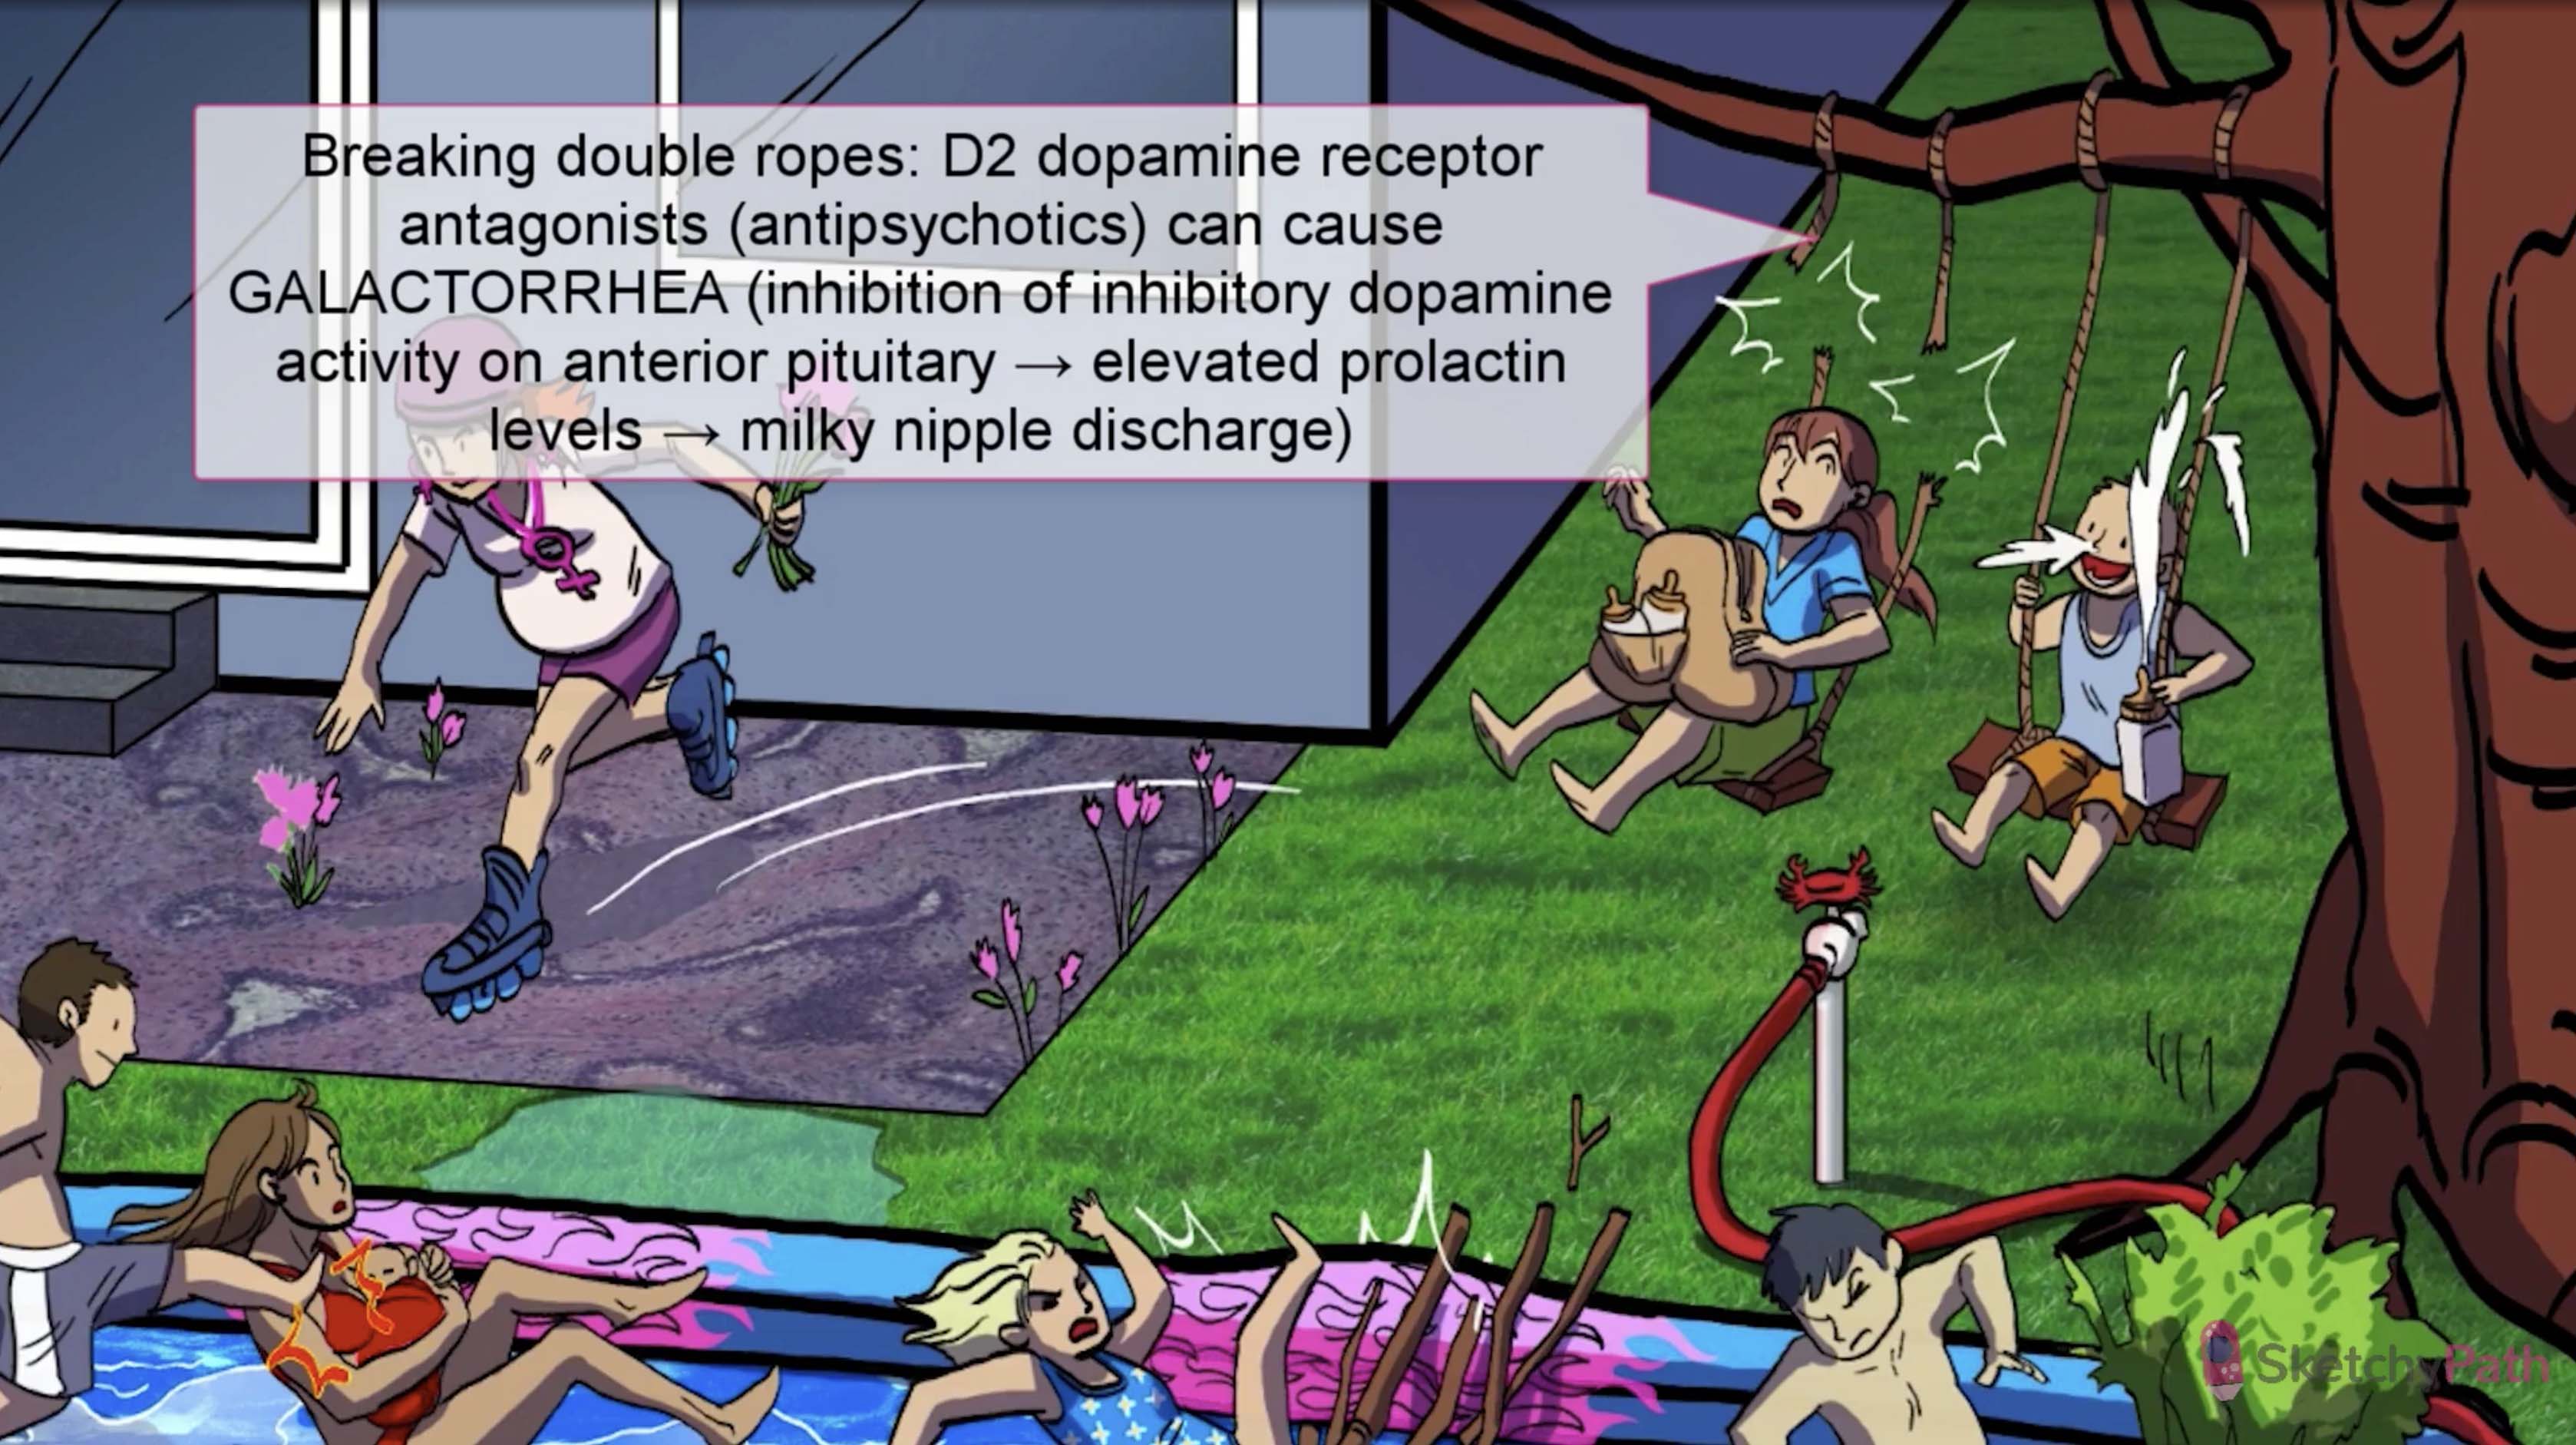 Breaking double ropes: D2 dopamine receptor
antagonists (antipsychotics) can cause
GALACTORRHEA (inhibition of inhibitory dopamine
activity on anterior pituitary → elevated prolactin
levels → milky nipple discharge)
SketchyPath